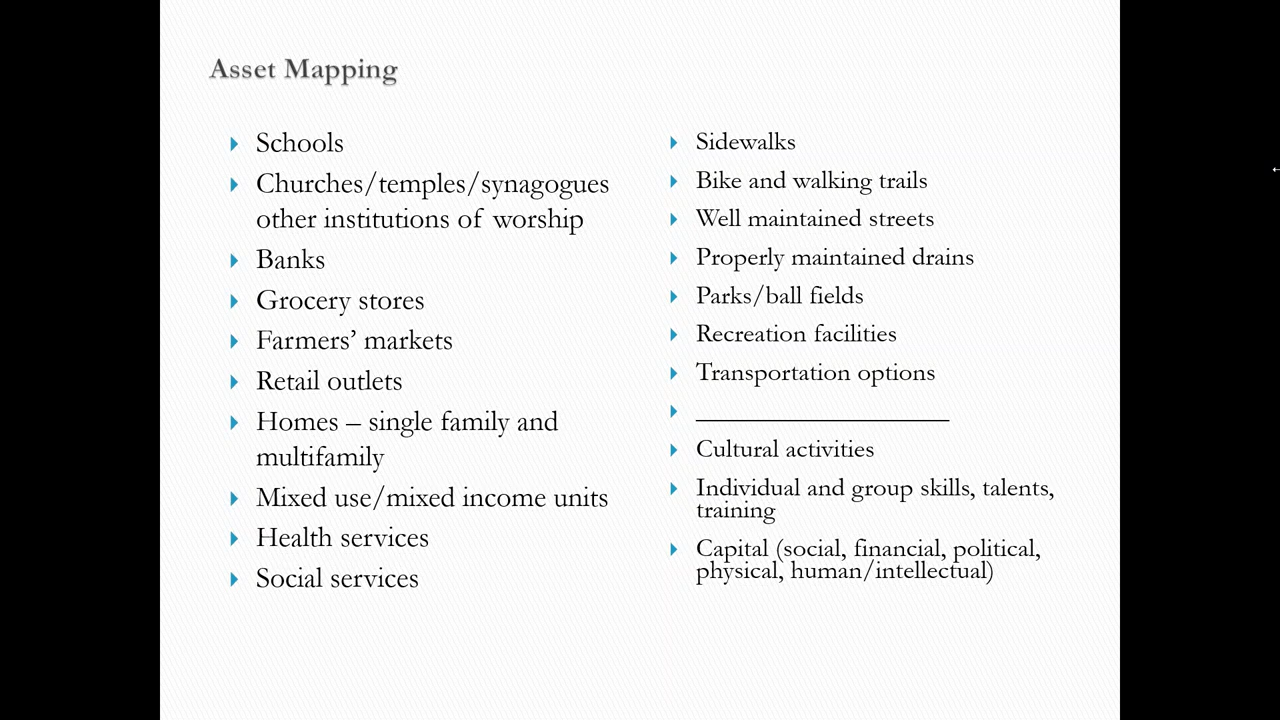 Asset Mapping
Schools
Churches/temples/synagogues
other institutions of worship
Banks
Grocery stores
Farmers’ markets
Retail outlets
Homes – single family and
multifamily
Mixed use/mixed income units
Health services
Social services
Sidewalks
Bike and walking trails
Well maintained streets
Properly maintained drains
Parks/ball fields
Recreation facilities
Transportation options
____________________
Cultural activities
Individual and group skills, talents,
training
Capital (social, financial, political,
physical, human/intellectual)